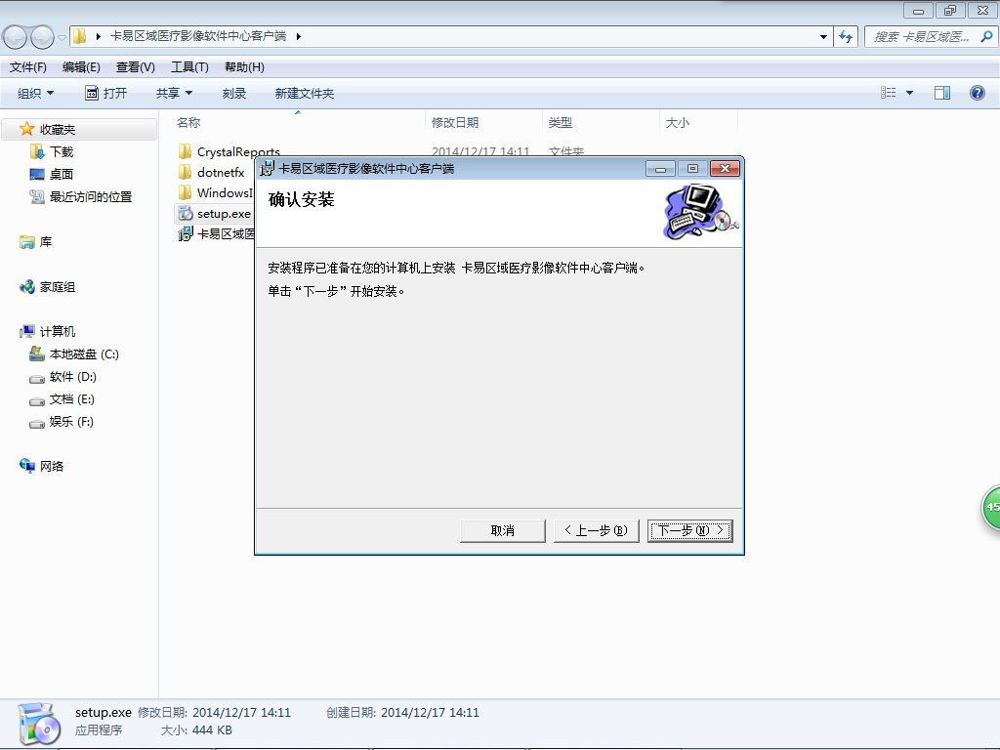 卡易区域医疗影像软件中心客户端
搜索 卡易区域医...
文件(F) 编辑(E) 查看(V) 工具(T) 帮助(H)
组织 打开 共享 刻录 新建文件夹
名称 修改日期 类型 大小
收藏夹
下载
桌面
最近访问的位置
库
家庭组
计算机
本地磁盘 (C:)
软件 (D:)
文档 (E:)
娱乐 (F:)
网络
CrystalReports 2014/12/17 14:11 文件夹
dotnetfx
WindowsI
setup.exe
卡易区域医
卡易区域医疗影像软件中心客户端
确认安装
安装程序已准备在您的计算机上安装 卡易区域医疗影像软件中心客户端。
单击“下一步”开始安装。
取消 < 上一步(B) 下一步(N) >
45
setup.exe 修改日期: 2014/12/17 14:11 创建日期: 2014/12/17 14:11
应用程序 大小: 444 KB